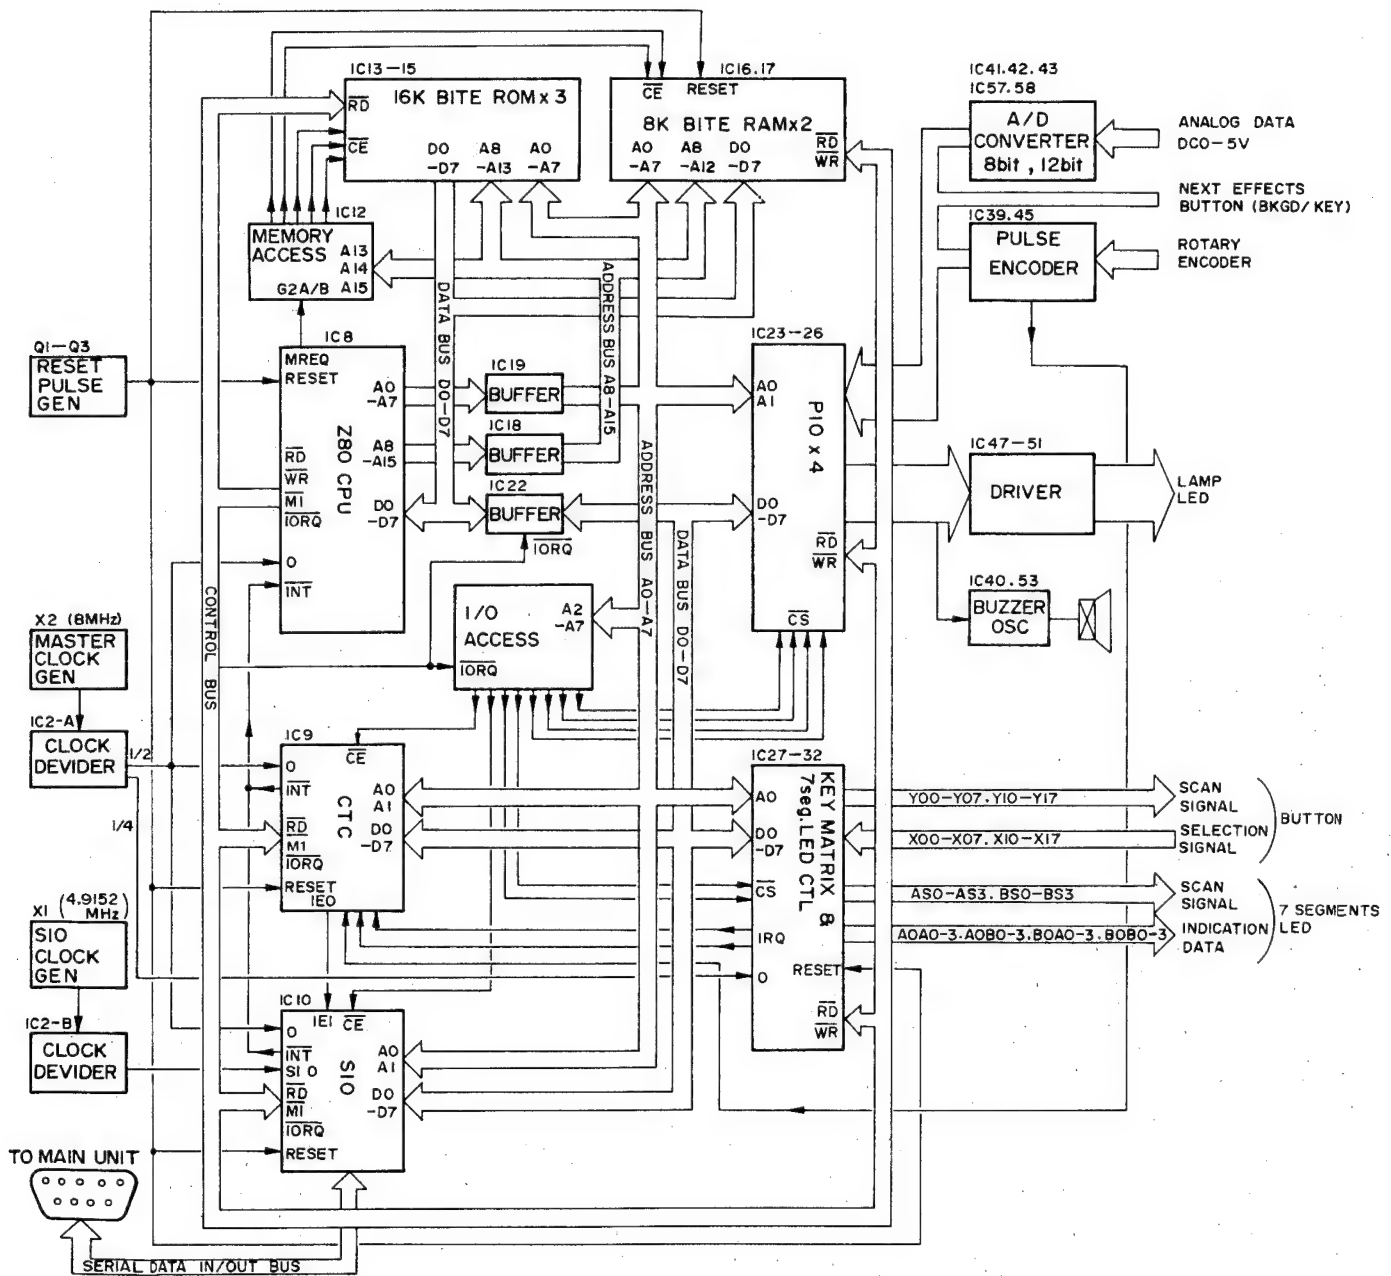 IC13-15
16K BITE ROMx3
RD
CE
D0
-D7
A8
-A13
A0
-A7
IC16.17
CE
RESET
8K BITE RAMx2
A0
-A7
A8
-A12
D0
-D7
RD
WR
IC41.42.43
IC57.58
A/D
CONVERTER
8bit , 12bit
ANALOG DATA
DC0-5V
NEXT EFFECTS
BUTTON (BKGD/KEY)
IC39.45
PULSE
ENCODER
ROTARY
ENCODER
IC12
MEMORY
ACCESS
A13
A14
A15
G2A/B
DATA BUS D0-D7
ADDRESS BUS A8-A15
Q1-Q3
RESET
PULSE
GEN
IC8
MREQ
RESET
A0
-A7
Z80 CPU
RD
WR
M1
IORQ
A8
-A15
D0
-D7
O
INT
IC19
BUFFER
IC18
BUFFER
IC22
BUFFER
IORQ
ADDRESS BUS A0-A7
DATA BUS D0-D7
IC23-26
A0
A1
PIO x 4
D0
-D7
RD
WR
CS
IC47-51
DRIVER
LAMP
LED
IC40.53
BUZZER
OSC
I/O
ACCESS
A2
-A7
IORQ
CONTROL BUS
X2 (8MHz)
MASTER
CLOCK
GEN
IC2-A
CLOCK
DEVIDER
1/2
1/4
IC9
CE
O
INT
CTC
A0
A1
RD
M1
IORQ
D0
-D7
RESET
IEO
IC27-32
A0
D0
-D7
CS
KEY MATRIX &
7seg.LED CTL
IRQ
O
RESET
RD
WR
Y00-Y07.Y10-Y17
SCAN
SIGNAL
X00-X07.X10-X17
SELECTION
SIGNAL
BUTTON
AS0-AS3.BS0-BS3
SCAN
SIGNAL
A0A0-3.A0B0-3.B0A0-3.B0B0-3
INDICATION
DATA
7 SEGMENTS
LED
X1 (4.9152
MHz)
SIO
CLOCK
GEN
IC2-B
CLOCK
DEVIDER
IC10
IEI
CE
O
INT
SIO
SIO
A0
A1
RD
M1
IORQ
D0
-D7
RESET
TO MAIN UNIT
SERIAL DATA IN/OUT BUS